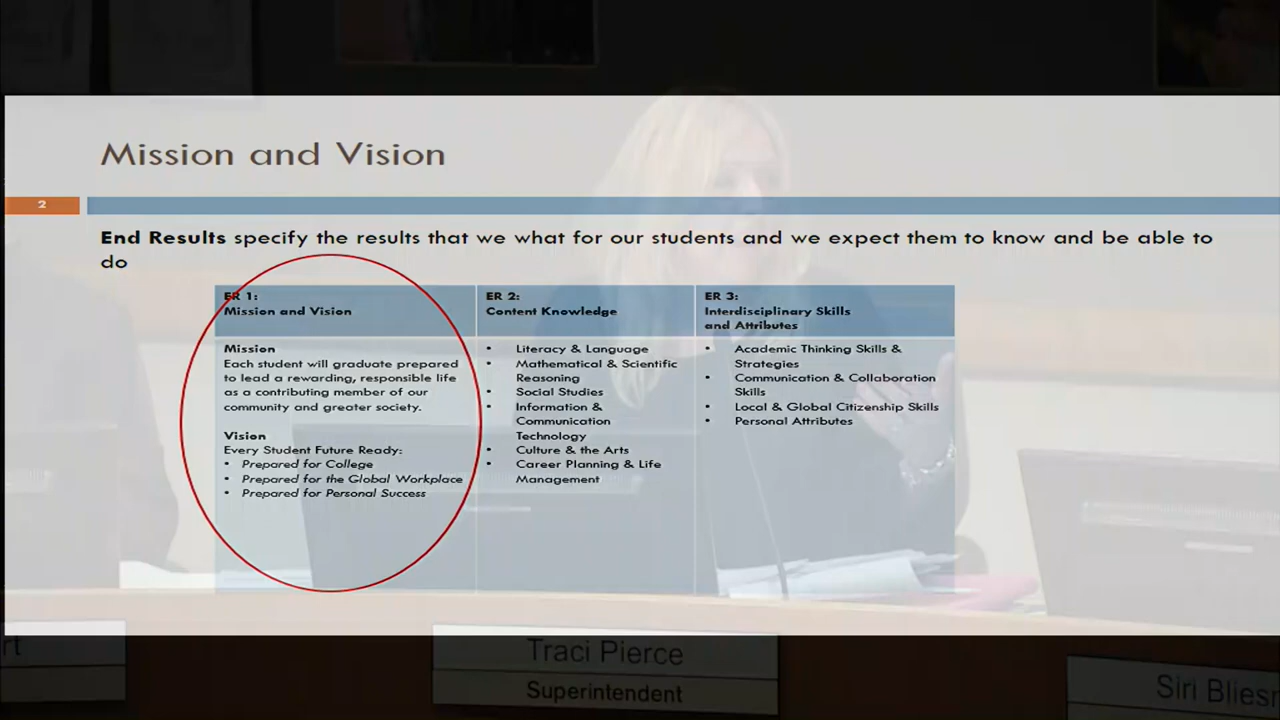 Mission and Vision
2
End Results specify the results that we what for our students and we expect them to know and be able to
do
ER 1:
Mission and Vision
Mission
Each student will graduate prepared
to lead a rewarding, responsible life
as a contributing member of our
community and greater society.
Vision
Every Student Future Ready:
• Prepared for College
• Prepared for the Global Workplace
• Prepared for Personal Success
ER 2:
Content Knowledge
• Literacy & Language
• Mathematical & Scientific
Reasoning
• Social Studies
• Information &
Communication
Technology
• Culture & the Arts
• Career Planning & Life
Management
ER 3:
Interdisciplinary Skills
and Attributes
• Academic Thinking Skills &
Strategies
• Communication & Collaboration
Skills
• Local & Global Citizenship Skills
• Personal Attributes
Traci Pierce
Superintendent
Siri